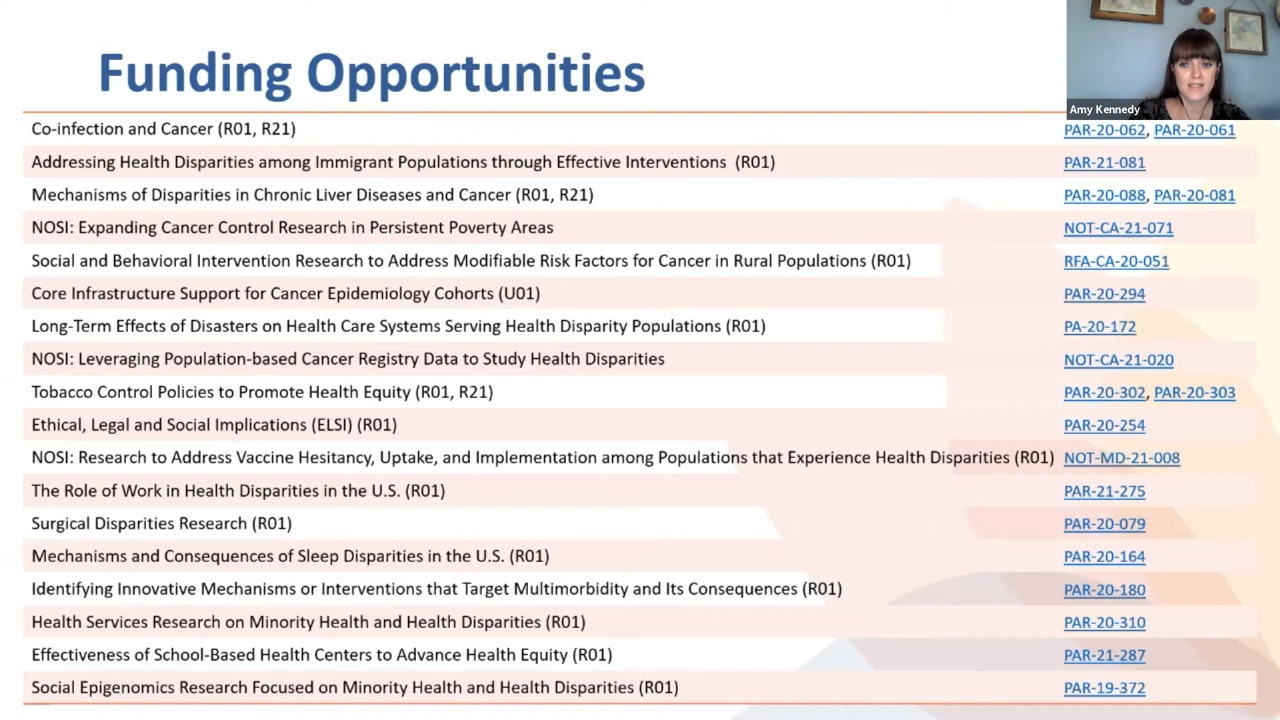 Funding Opportunities
Amy Kennedy
Co-infection and Cancer (R01, R21) PAR-20-062, PAR-20-061
Addressing Health Disparities among Immigrant Populations through Effective Interventions (R01) PAR-21-081
Mechanisms of Disparities in Chronic Liver Diseases and Cancer (R01, R21) PAR-20-088, PAR-20-081
NOSI: Expanding Cancer Control Research in Persistent Poverty Areas NOT-CA-21-071
Social and Behavioral Intervention Research to Address Modifiable Risk Factors for Cancer in Rural Populations (R01) RFA-CA-20-051
Core Infrastructure Support for Cancer Epidemiology Cohorts (U01) PAR-20-294
Long-Term Effects of Disasters on Health Care Systems Serving Health Disparity Populations (R01) PA-20-172
NOSI: Leveraging Population-based Cancer Registry Data to Study Health Disparities NOT-CA-21-020
Tobacco Control Policies to Promote Health Equity (R01, R21) PAR-20-302, PAR-20-303
Ethical, Legal and Social Implications (ELSI) (R01) PAR-20-254
NOSI: Research to Address Vaccine Hesitancy, Uptake, and Implementation among Populations that Experience Health Disparities (R01) NOT-MD-21-008
The Role of Work in Health Disparities in the U.S. (R01) PAR-21-275
Surgical Disparities Research (R01) PAR-20-079
Mechanisms and Consequences of Sleep Disparities in the U.S. (R01) PAR-20-164
Identifying Innovative Mechanisms or Interventions that Target Multimorbidity and Its Consequences (R01) PAR-20-180
Health Services Research on Minority Health and Health Disparities (R01) PAR-20-310
Effectiveness of School-Based Health Centers to Advance Health Equity (R01) PAR-21-287
Social Epigenomics Research Focused on Minority Health and Health Disparities (R01) PAR-19-372